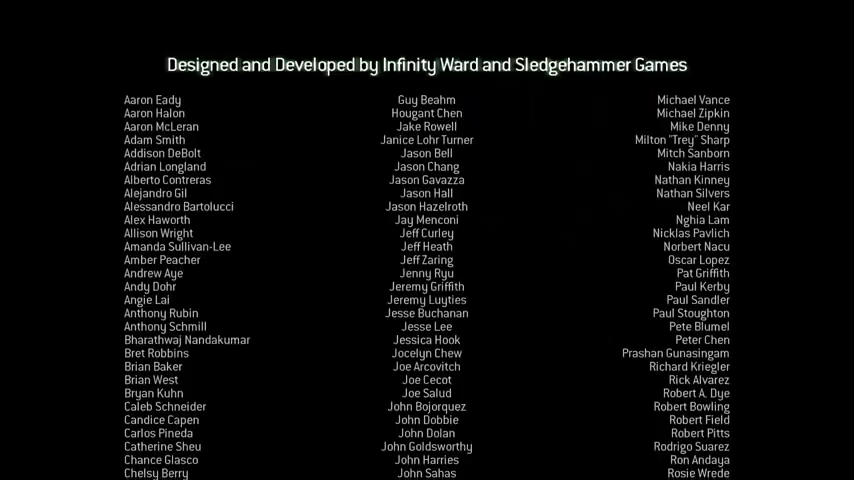 Designed and Developed by Infinity Ward and Sledgehammer Games
Aaron Eady Guy Beahm Michael Vance
Aaron Halon Hougant Chen Michael Zipkin
Aaron McLeran Jake Rowell Mike Denny
Adam Smith Janice Lohr Turner Milton "Trey" Sharp
Addison DeBolt Jason Bell Mitch Sanborn
Adrian Longland Jason Chang Nakia Harris
Alberto Contreras Jason Gavazza Nathan Kinney
Alejandro Gil Jason Hall Nathan Silvers
Alessandro Bartolucci Jason Hazelroth Neel Kar
Alex Haworth Jay Menconi Nghia Lam
Allison Wright Jeff Curley Nicklas Pavlich
Amanda Sullivan-Lee Jeff Heath Norbert Nacu
Amber Peacher Jeff Zaring Oscar Lopez
Andrew Aye Jenny Ryu Pat Griffith
Andy Dohr Jeremy Griffith Paul Kerby
Angie Lai Jeremy Luyties Paul Sandler
Anthony Rubin Jesse Buchanan Paul Stoughton
Anthony Schmill Jesse Lee Pete Blumel
Bharathwaj Nandakumar Jessica Hook Peter Chen
Bret Robbins Jocelyn Chew Prashan Gunasingam
Brian Baker Joe Arcovitch Richard Kriegler
Brian West Joe Cecot Rick Alvarez
Bryan Kuhn Joe Salud Robert A. Dye
Caleb Schneider John Bojorquez Robert Bowling
Candice Capen John Dobbie Robert Field
Carlos Pineda John Dolan Robert Pitts
Catherine Sheu John Goldsworthy Rodrigo Suarez
Chance Glasco John Harries Ron Andaya
Chelsy Berry John Sahas Rosie Wrede